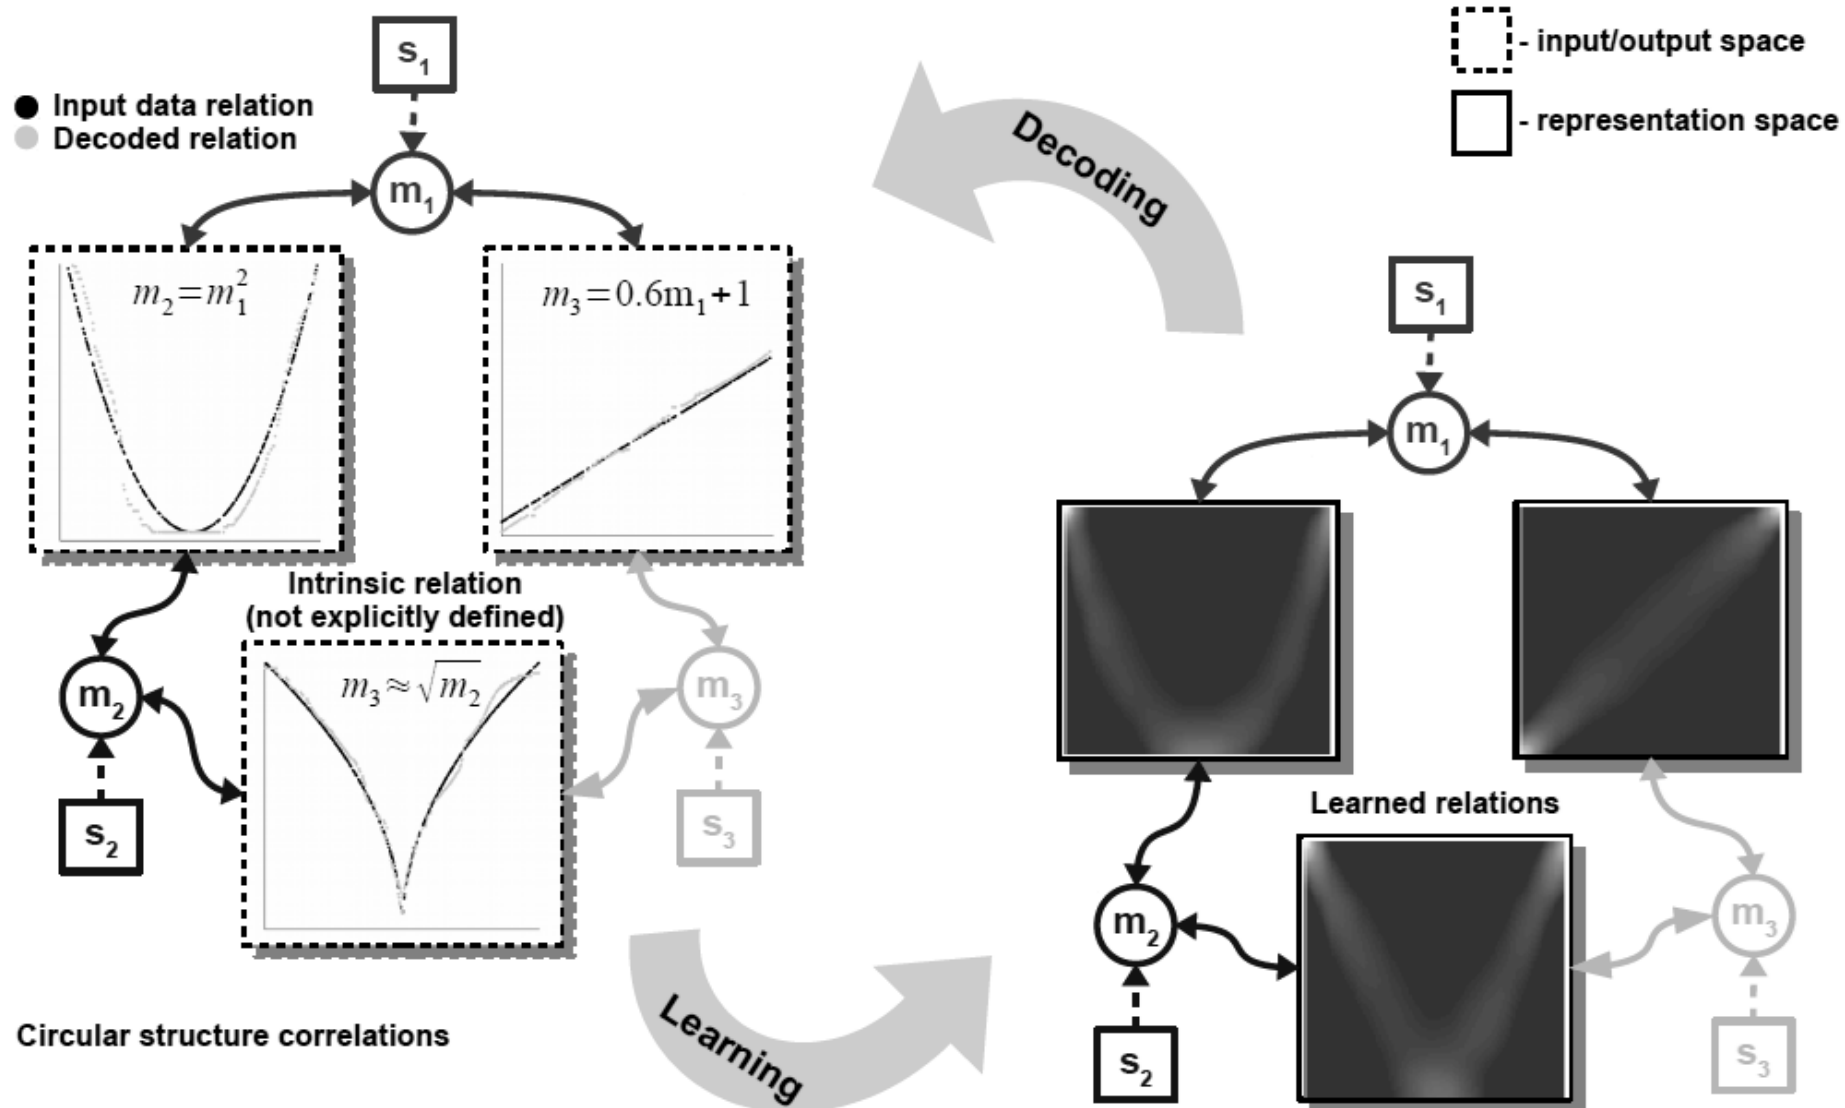 s₁
- input/output space
- representation space
Input data relation
Decoded relation
m₁
Decoding
m₂=m₁²
m₃=0.6m₁+1
s₁
m₁
Intrinsic relation
(not explicitly defined)
m₃≈√m₂
m₂
m₃
s₂
s₃
Learned relations
m₂
m₃
Circular structure correlations
Learning
s₂
s₃